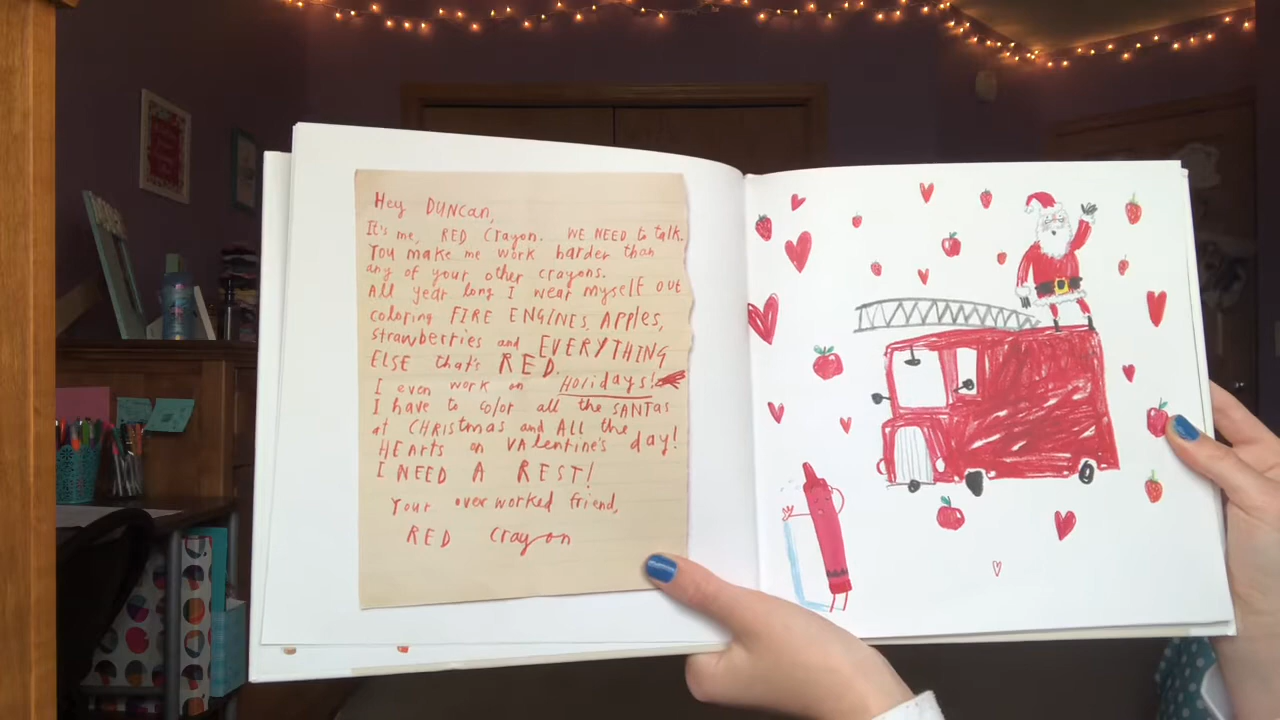 Hey DUNCAN,
It's me, RED Crayon. WE NEED to talk.
You make me work harder than
any of your other crayons.
All year long I wear myself out
coloring FIRE ENGINES, Apples,
strawberries and EVERYTHING
ELSE that's RED.
I even work on Holidays!
I have to color all the SANTAs
at CHRISTMAS and ALL the
HEARTS on VAlentine's day!
I NEED A REST!
Your overworked friend,
RED crayon